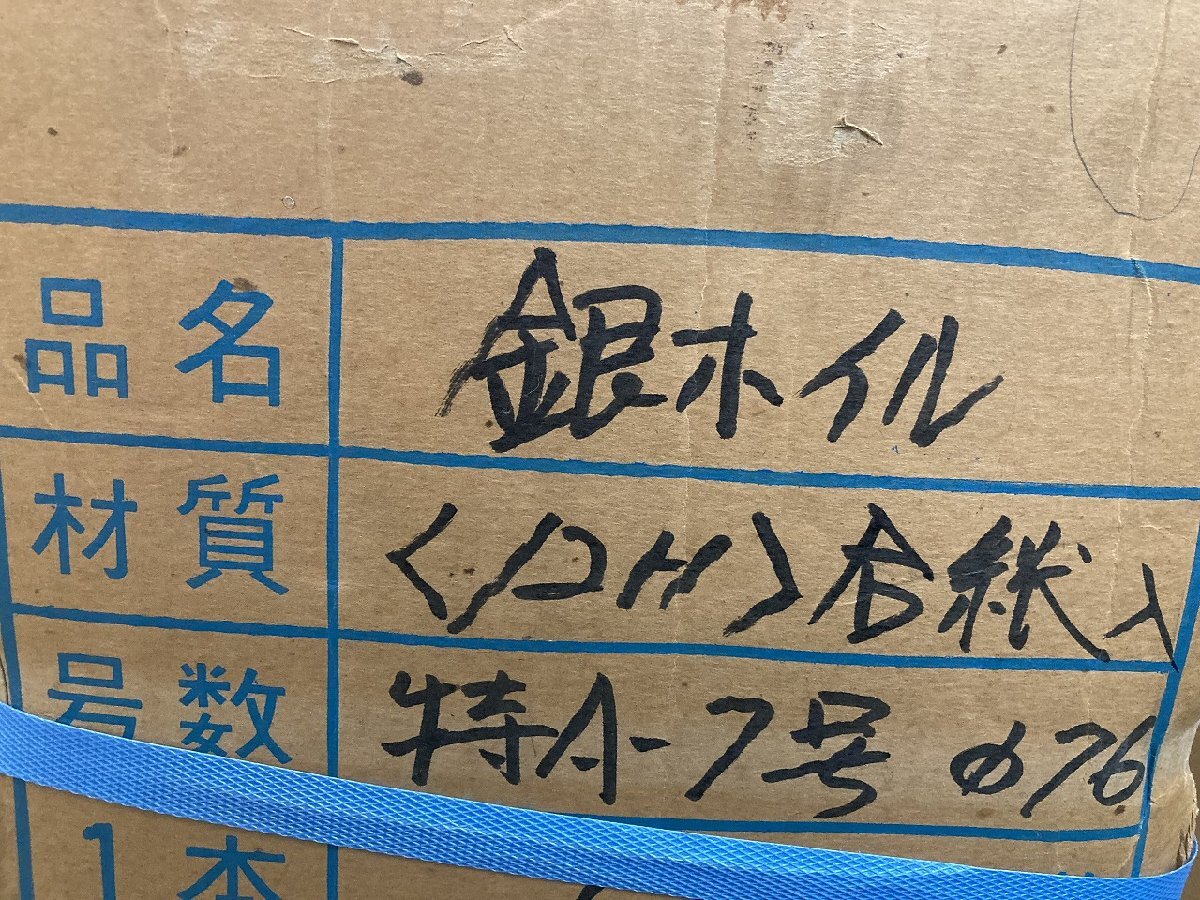 品名 銀ホイル
材質 〈12μ〉合紙入
号数 特A-7号 φ76
1本